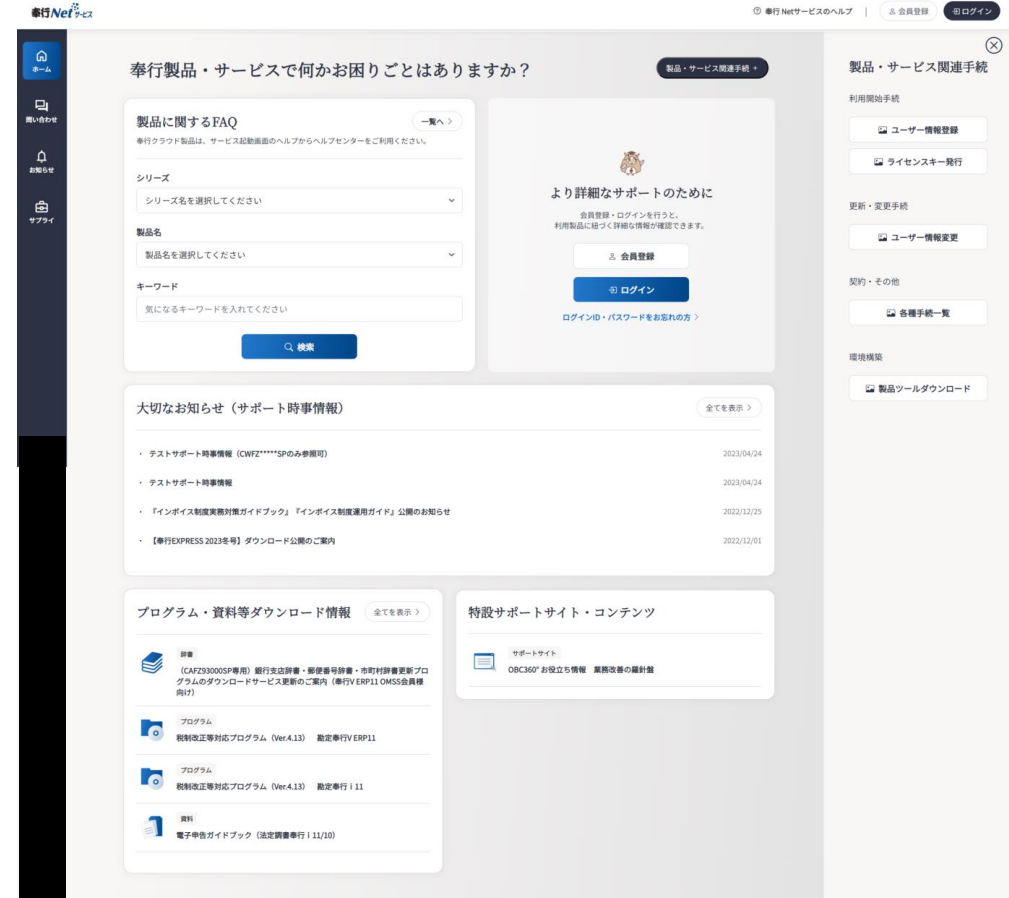 奉行Netサービス
奉行Netサービスのヘルプ
会員登録
ログイン
ホーム
問い合わせ
お知らせ
サプライ
奉行製品・サービスで何かお困りごとはありますか？
製品・サービス関連手続 +
製品に関するFAQ
一覧へ
奉行クラウド製品は、サービス起動画面のヘルプからヘルプセンターをご利用ください。
シリーズ
シリーズ名を選択してください
製品名
製品名を選択してください
キーワード
気になるキーワードを入れてください
検索
より詳細なサポートのために
会員登録・ログインを行うと、
利用製品に紐づく詳細な情報が確認できます。
会員登録
ログイン
ログインID・パスワードをお忘れの方
大切なお知らせ（サポート時事情報）
全てを表示
・ テストサポート時事情報（CWFZ*****SPのみ参照可） 2023/04/24
・ テストサポート時事情報 2023/04/24
・ 『インボイス制度実務対策ガイドブック』『インボイス制度運用ガイド』公開のお知らせ 2022/12/25
・ 【奉行EXPRESS 2023冬号】ダウンロード公開のご案内 2022/12/01
プログラム・資料等ダウンロード情報
全てを表示
辞書
（CAFZ93000SP専用）銀行支店辞書・郵便番号辞書・市町村辞書更新プロ
グラムのダウンロードサービス更新のご案内（奉行V ERP11 OMSS会員様
向け）
プログラム
税制改正等対応プログラム（Ver.4.13） 勘定奉行V ERP11
プログラム
税制改正等対応プログラム（Ver.4.13） 勘定奉行 i 11
資料
電子申告ガイドブック（法定調書奉行 i 11/10）
特設サポートサイト・コンテンツ
サポートサイト
OBC360°お役立ち情報 業務改善の羅針盤
製品・サービス関連手続
利用開始手続
ユーザー情報登録
ライセンスキー発行
更新・変更手続
ユーザー情報変更
契約・その他
各種手続一覧
環境構築
製品ツールダウンロード